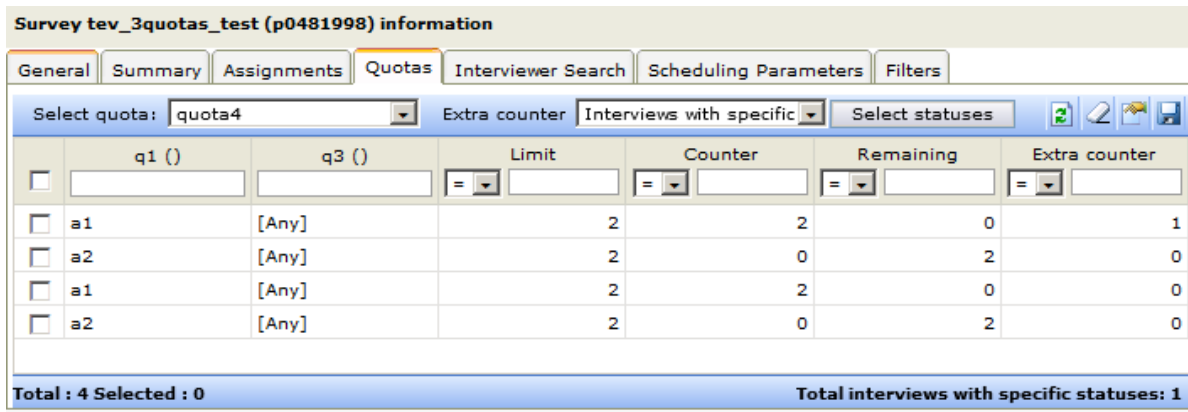 Survey tev_3quotas_test (p0481998) information
General Summary Assignments Quotas Interviewer Search Scheduling Parameters Filters
Select quota: quota4 Extra counter Interviews with specific Select statuses
q1 () q3 () Limit Counter Remaining Extra counter
= = = =
a1 [Any] 2 2 0 1
a2 [Any] 2 0 2 0
a1 [Any] 2 2 0 0
a2 [Any] 2 0 2 0
Total : 4 Selected : 0 Total interviews with specific statuses: 1